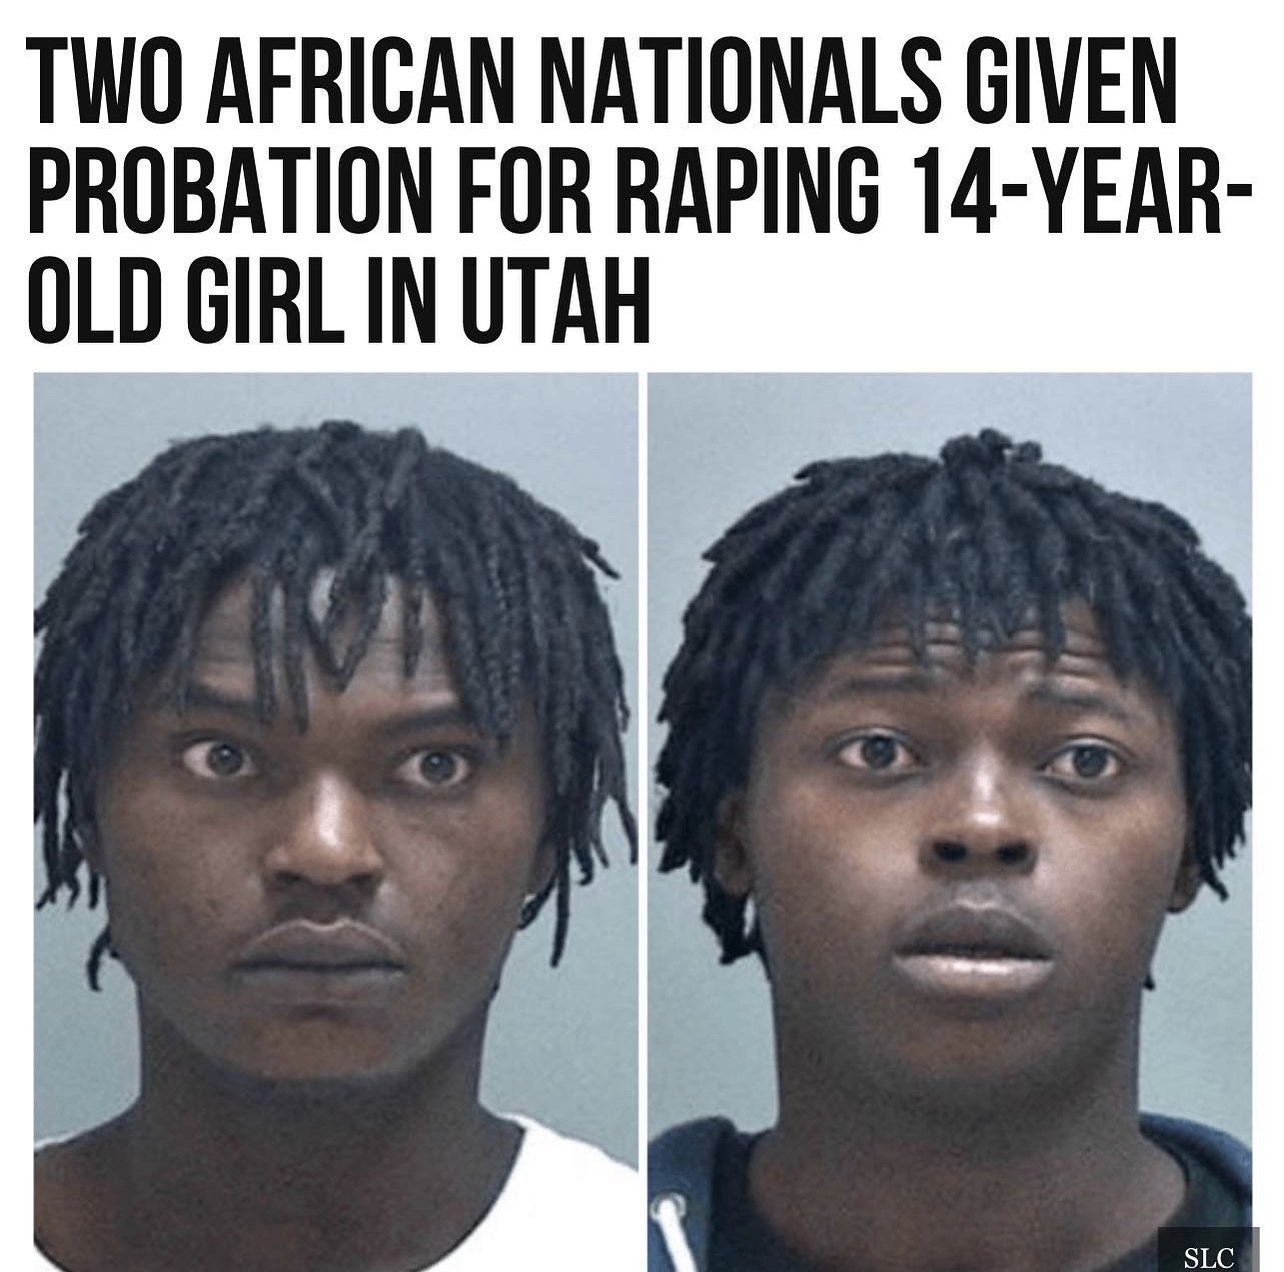 TWO AFRICAN NATIONALS GIVEN
PROBATION FOR RAPING 14-YEAR-
OLD GIRL IN UTAH
SLC